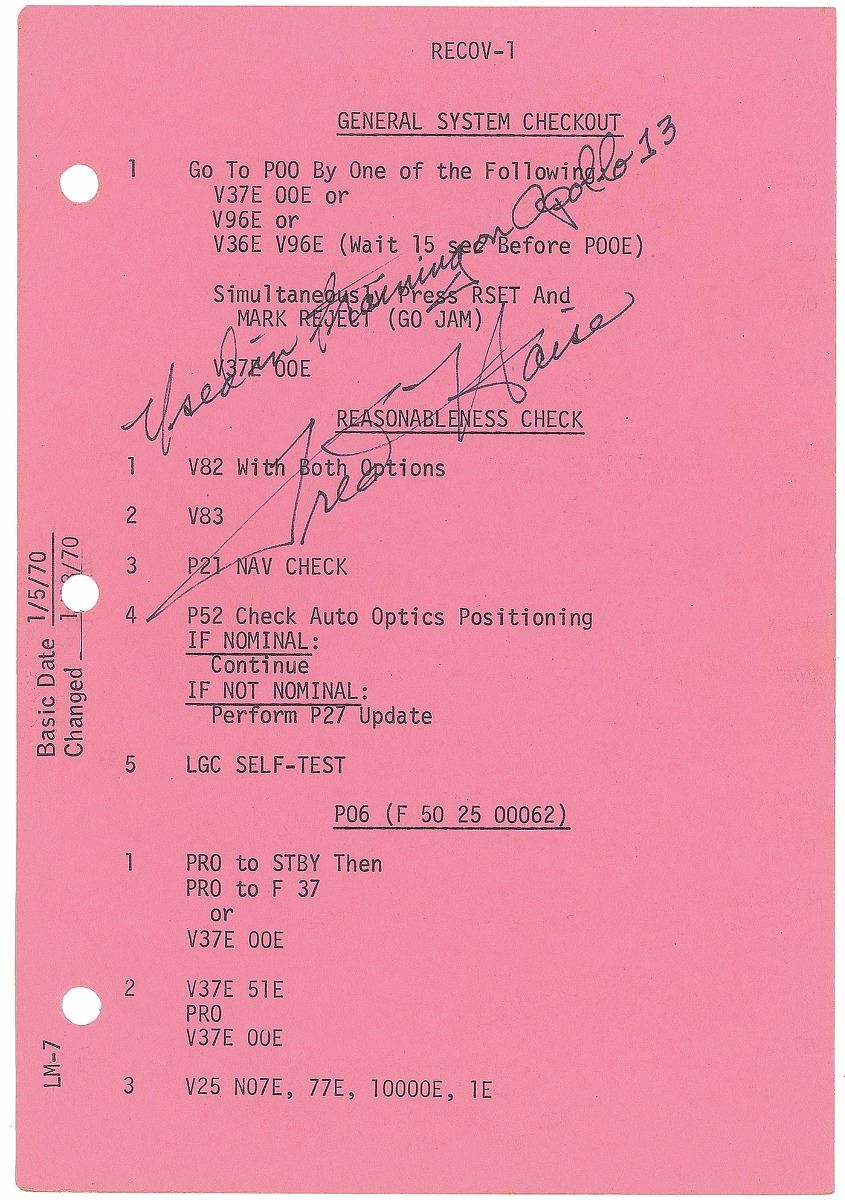 RECOV-1
GENERAL SYSTEM CHECKOUT
1 Go To POO By One of the Following:
V37E 00E or
V96E or
V36E V96E (Wait 15 sec Before POOE)
Simultaneously Press RSET And
MARK REJECT (GO JAM)
V37E 00E
Used in training on Apollo 13
Fred Haise
REASONABLENESS CHECK
1 V82 With Both Options
2 V83
3 P21 NAV CHECK
4 P52 Check Auto Optics Positioning
IF NOMINAL:
Continue
IF NOT NOMINAL:
Perform P27 Update
5 LGC SELF-TEST
P06 (F 50 25 00062)
1 PRO to STBY Then
PRO to F 37
or
V37E 00E
2 V37E 51E
PRO
V37E 00E
3 V25 N07E, 77E, 10000E, 1E
Basic Date 1/5/70
Changed
LM-7